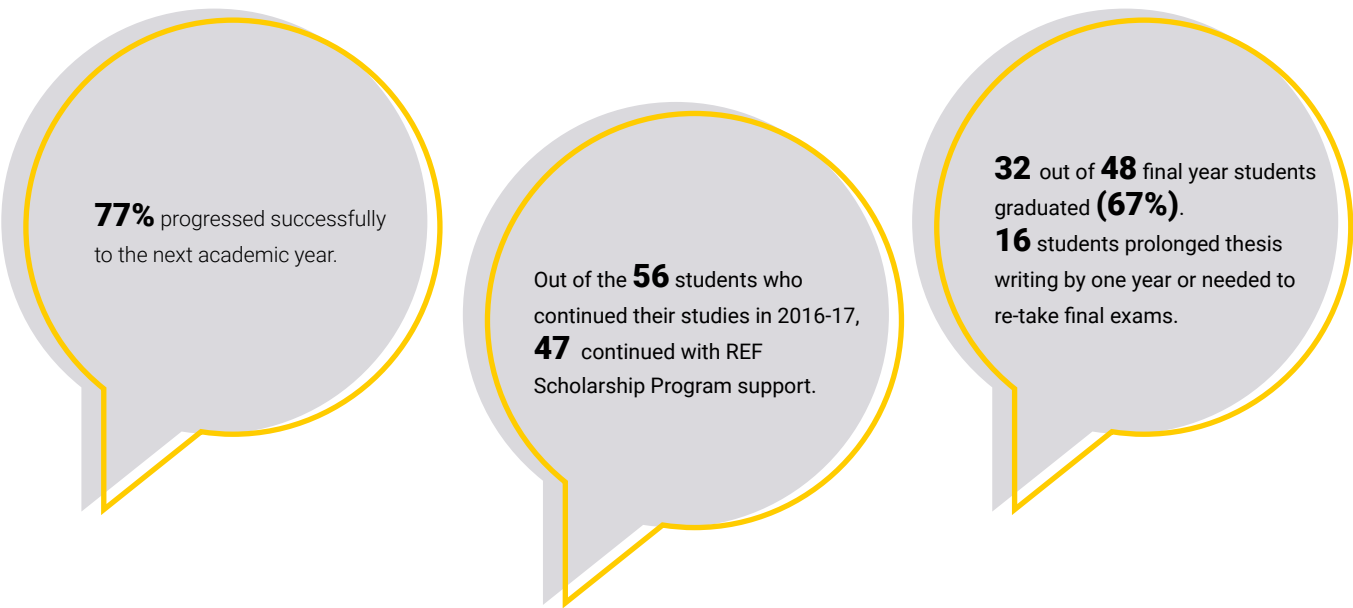 77% progressed successfully
to the next academic year.
Out of the 56 students who
continued their studies in 2016-17,
47 continued with REF
Scholarship Program support.
32 out of 48 final year students
graduated (67%).
16 students prolonged thesis
writing by one year or needed to
re-take final exams.